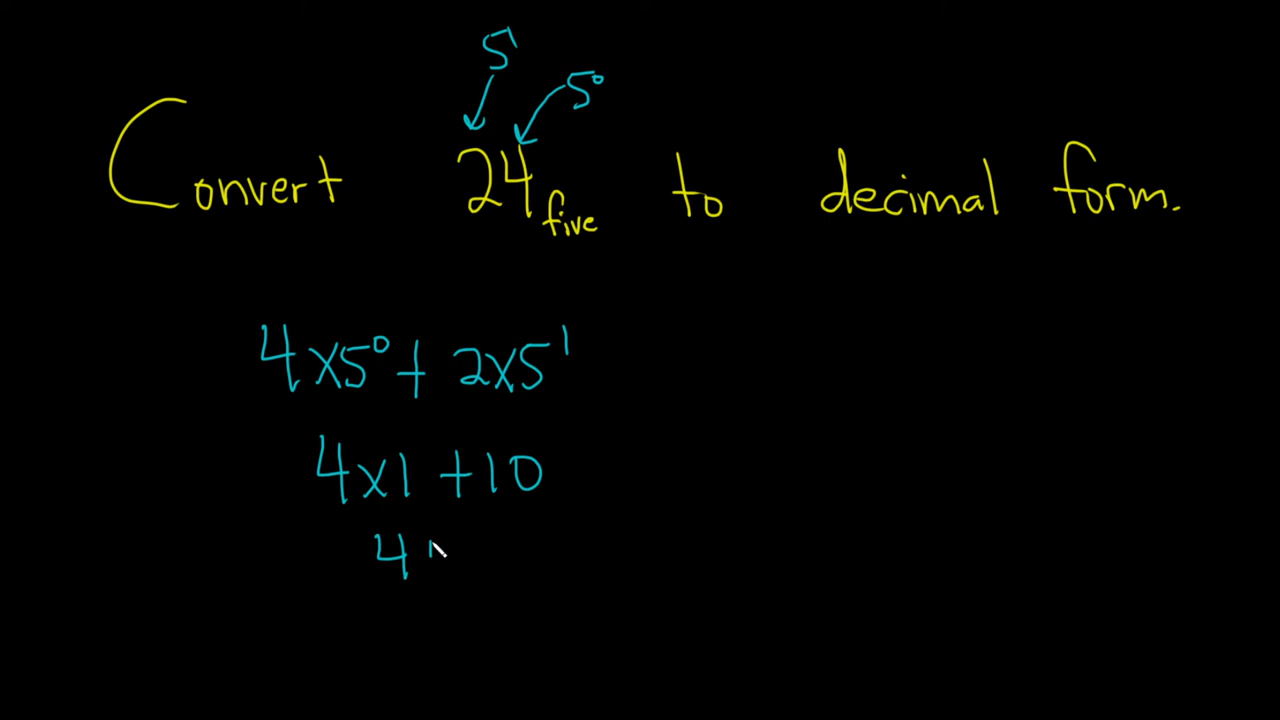 5¹
5⁰
Convert 24five to decimal form.
4x5⁰ + 2x5¹
4x1 + 10
4